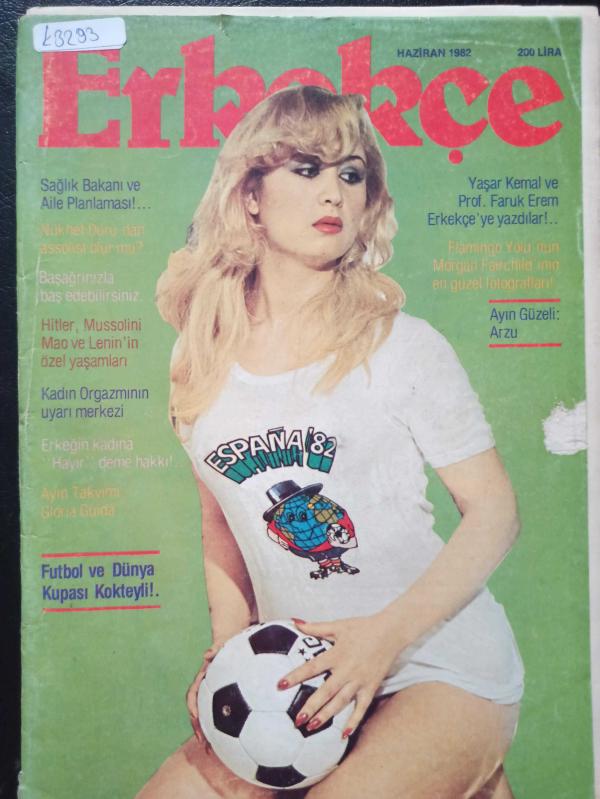 k3293
Erkekçe
HAZİRAN 1982
200 LİRA
Sağlık Bakanı ve
Aile Planlaması!...
Nükhet Duru'dan
assolist olur mu?
Başağrınızla
baş edebilirsiniz.
Hitler, Mussolini
Mao ve Lenin'in
özel yaşamları
Kadın Orgazmının
uyarı merkezi
Erkeğin kadına
"Hayır" deme hakkı!..
Ayın Takvimi:
Gloria Guida
Futbol ve Dünya
Kupası Kokteyli!.
Yaşar Kemal ve
Prof. Faruk Erem
Erkekçe'ye yazdılar!..
Flamingo Yolu'nun
Morgan Fairchild'inin
en güzel fotoğrafları!..
Ayın Güzeli:
Arzu
ESPAÑA'82